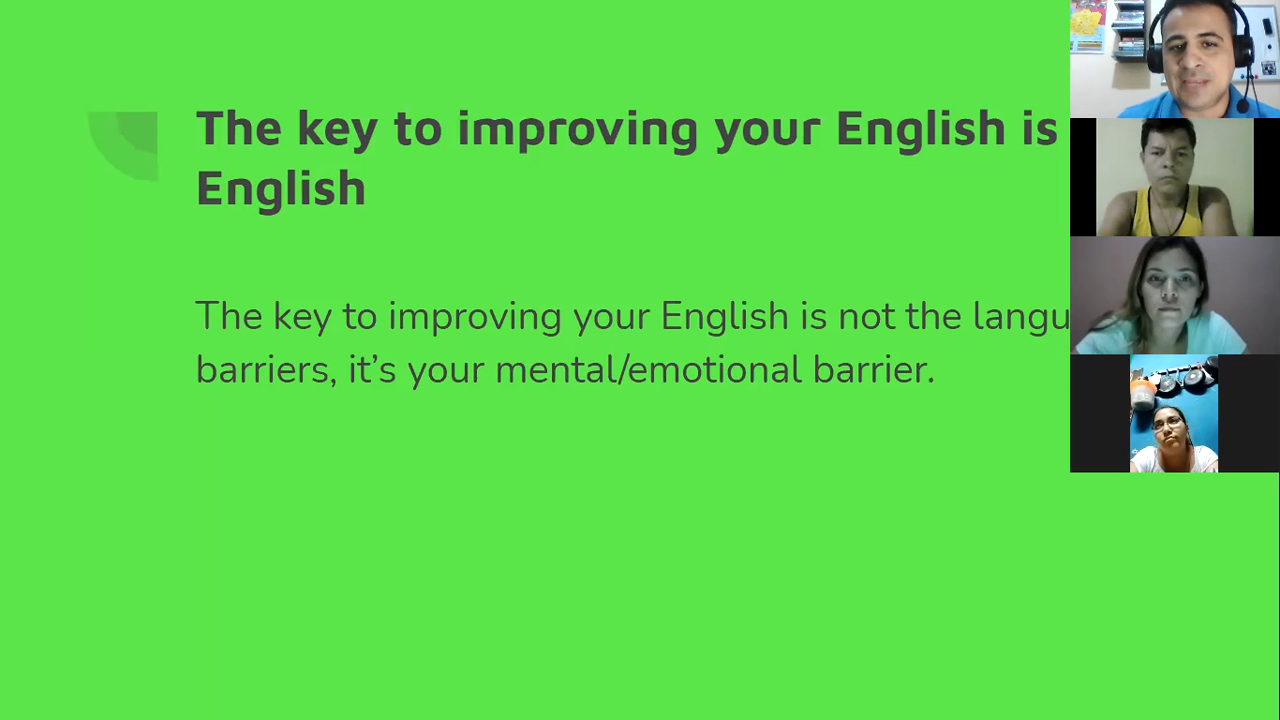 The key to improving your English is
English
The key to improving your English is not the langu
barriers, it’s your mental/emotional barrier.